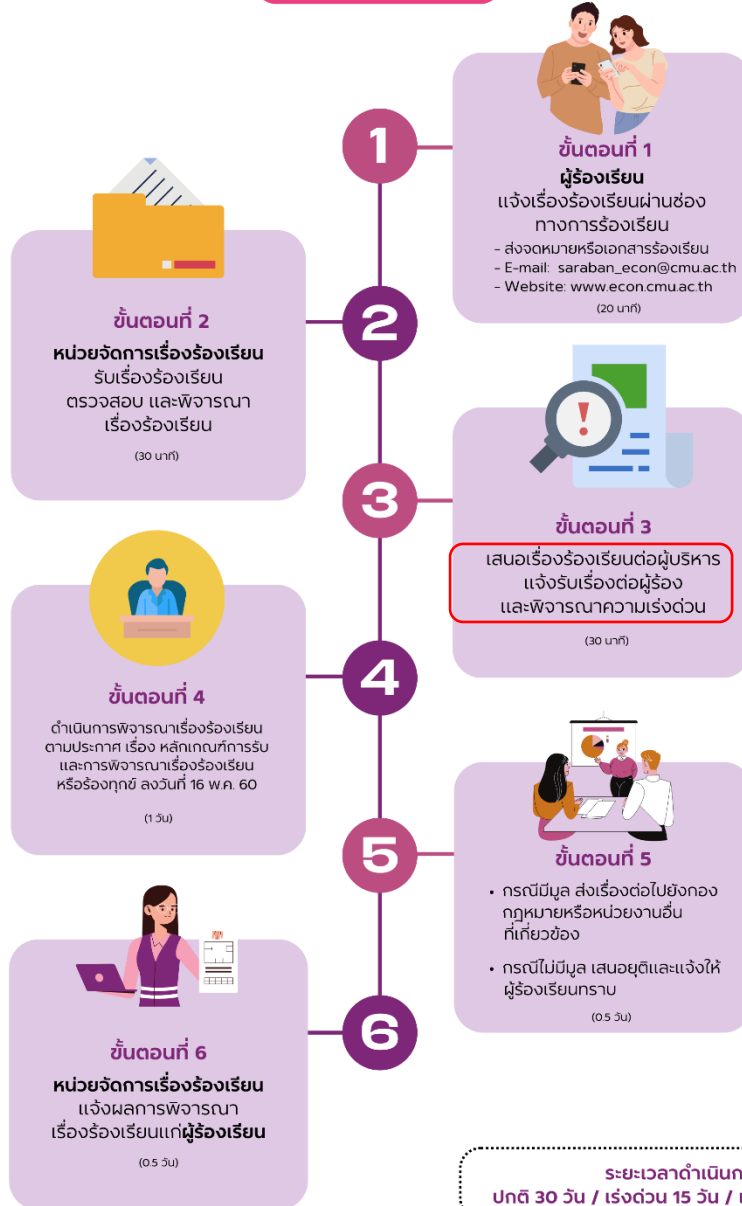 1
ขั้นตอนที่ 1
ผู้ร้องเรียน
แจ้งเรื่องร้องเรียนผ่านช่อง
ทางการร้องเรียน
- ส่งจดหมายหรือเอกสารร้องเรียน
- E-mail: saraban_econ@cmu.ac.th
- Website: www.econ.cmu.ac.th
(20 นาที)
2
ขั้นตอนที่ 2
หน่วยจัดการเรื่องร้องเรียน
รับเรื่องร้องเรียน
ตรวจสอบ และพิจารณา
เรื่องร้องเรียน
(30 นาที)
3
ขั้นตอนที่ 3
เสนอเรื่องร้องเรียนต่อผู้บริหาร
แจ้งรับเรื่องต่อผู้ร้อง
และพิจารณาความเร่งด่วน
(30 นาที)
4
ขั้นตอนที่ 4
ดำเนินการพิจารณาเรื่องร้องเรียน
ตามประกาศ เรื่อง หลักเกณฑ์การรับ
และการพิจารณาเรื่องร้องเรียน
หรือร้องทุกข์ ลงวันที่ 16 พ.ค. 60
(1 วัน)
5
ขั้นตอนที่ 5
• กรณีมีมูล ส่งเรื่องต่อไปยังกอง
กฎหมายหรือหน่วยงานอื่น
ที่เกี่ยวข้อง
• กรณีไม่มีมูล เสนอยุติและแจ้งให้
ผู้ร้องเรียนทราบ
(0.5 วัน)
6
ขั้นตอนที่ 6
หน่วยจัดการเรื่องร้องเรียน
แจ้งผลการพิจารณา
เรื่องร้องเรียนแก่ผู้ร้องเรียน
(0.5 วัน)
ระยะเวลาดำเนินก
ปกติ 30 วัน / เร่งด่วน 15 วัน /